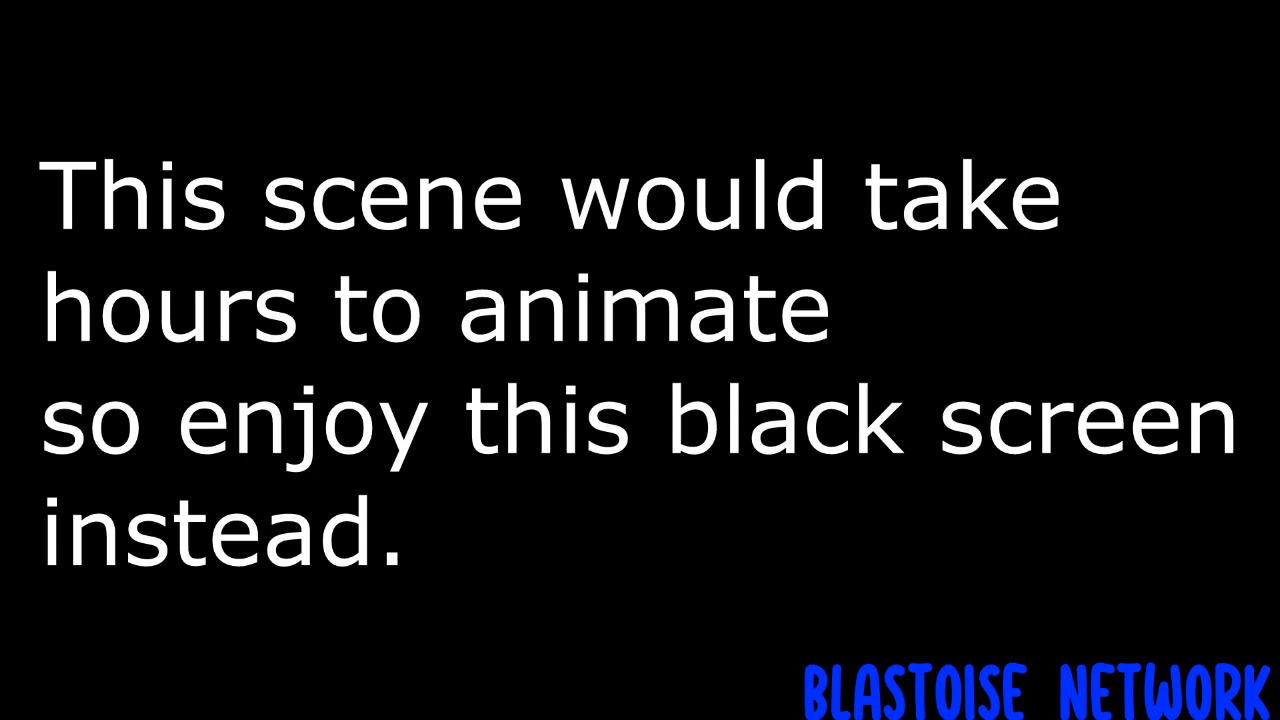 This scene would take
hours to animate
so enjoy this black screen
instead.
BLASTOISE NETWORK